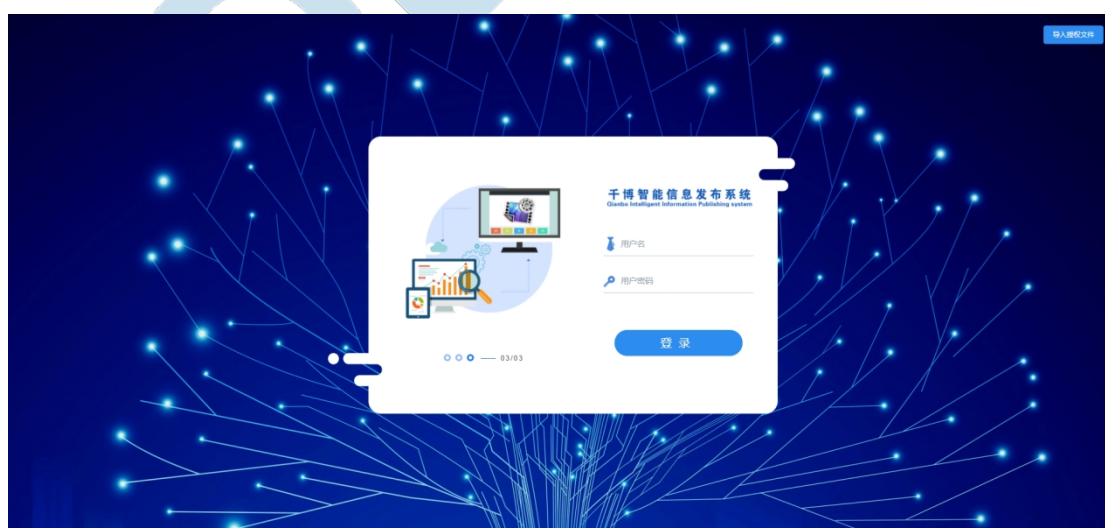 导入授权文件
千博智能信息发布系统
Qianbo Intelligent Information Publishing system
用户名
用户密码
登 录
03/03